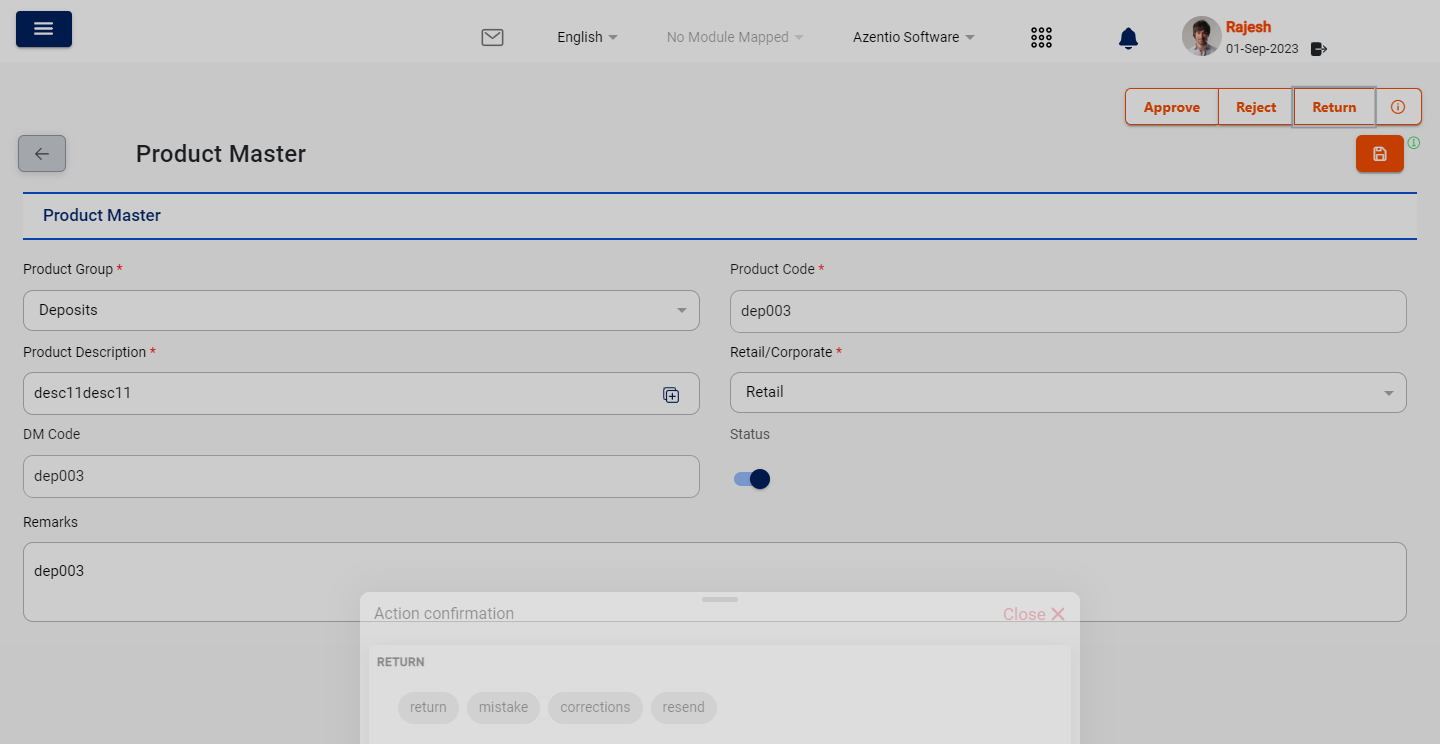 English
No Module Mapped
Azentio Software
Rajesh
01-Sep-2023
Approve
Reject
Return
Product Master
Product Master
Product Group *
Product Code *
Deposits
dep003
Product Description *
Retail/Corporate *
desc11desc11
Retail
DM Code
Status
dep003
Remarks
dep003
Action confirmation
Close
RETURN
return mistake corrections resend